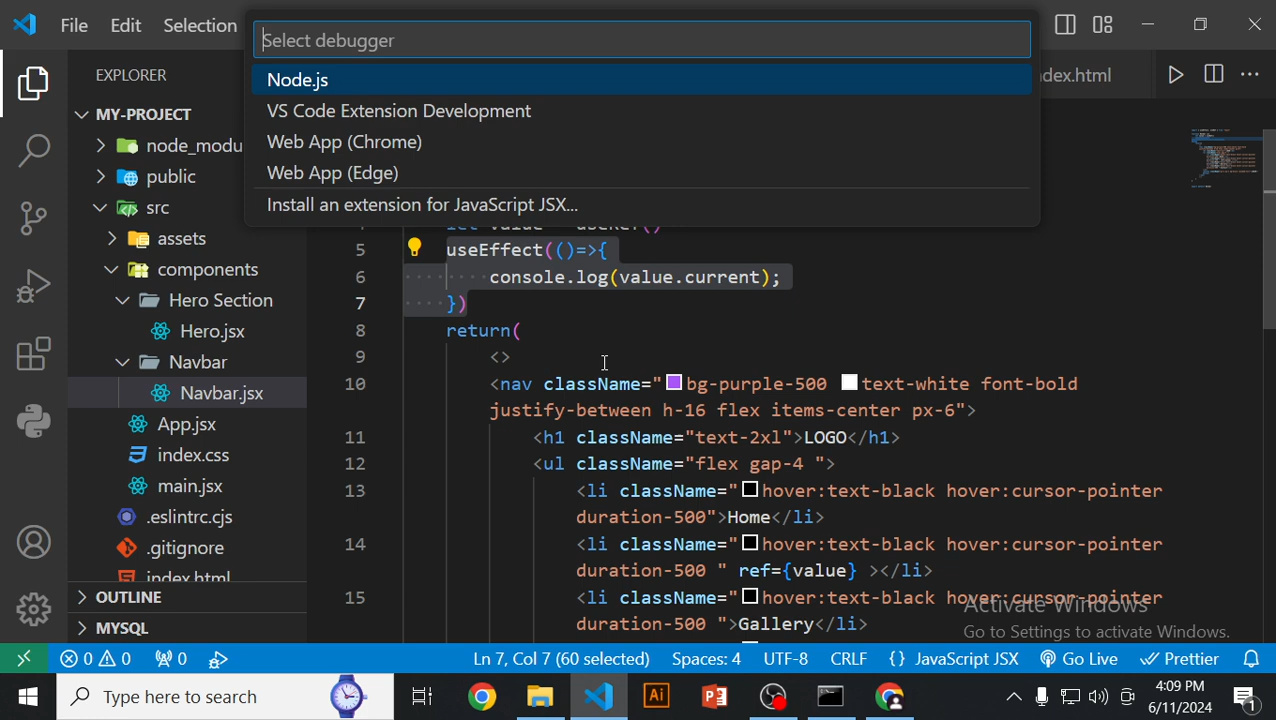 File Edit Selection
Select debugger
Node.js
VS Code Extension Development
Web App (Chrome)
Web App (Edge)
Install an extension for JavaScript JSX...
EXPLORER
MY-PROJECT
node_modu
public
src
assets
components
Hero Section
Hero.jsx
Navbar
Navbar.jsx
App.jsx
index.css
main.jsx
.eslintrc.cjs
.gitignore
index.html
OUTLINE
MYSQL
dex.html
5 useEffect(()=>{
6 console.log(value.current);
7 })
8 return(
9 <>
10 <nav className="bg-purple-500 text-white font-bold
justify-between h-16 flex items-center px-6">
11 <h1 className="text-2xl">LOGO</h1>
12 <ul className="flex gap-4 ">
13 <li className="hover:text-black hover:cursor-pointer
duration-500">Home</li>
14 <li className="hover:text-black hover:cursor-pointer
duration-500 " ref={value} ></li>
15 <li className="hover:text-black hover:cursor-pointer
duration-500 ">Gallery</li>
Activate Windows
Go to Settings to activate Windows.
0 0 0 Ln 7, Col 7 (60 selected) Spaces: 4 UTF-8 CRLF {} JavaScript JSX Go Live Prettier
Type here to search
4:09 PM
6/11/2024
1